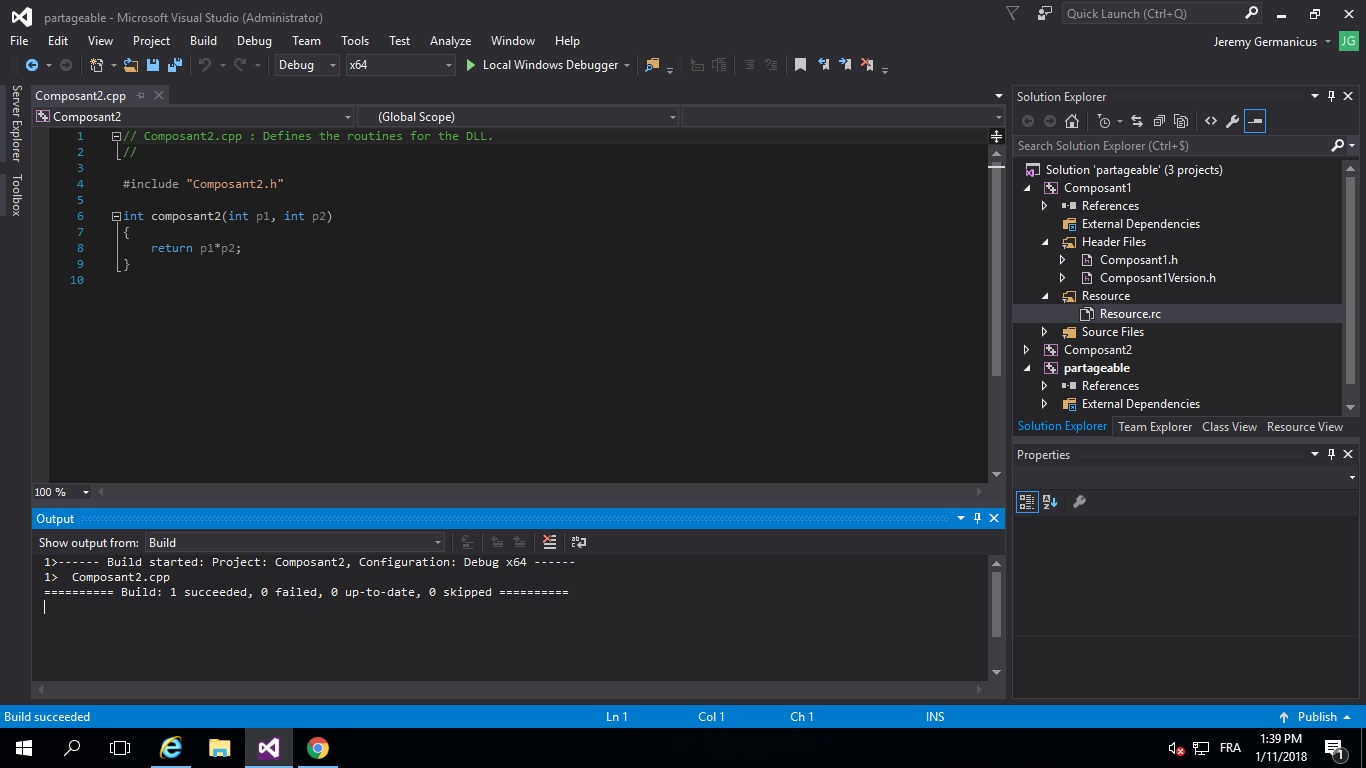 partageable - Microsoft Visual Studio (Administrator)
Quick Launch (Ctrl+Q)
File Edit View Project Build Debug Team Tools Test Analyze Window Help
Jeremy Germanicus JG
Debug x64 Local Windows Debugger
Server Explorer
Toolbox
Composant2.cpp
Composant2 (Global Scope)
1 // Composant2.cpp : Defines the routines for the DLL.
2 //
3
4 #include "Composant2.h"
5
6 int composant2(int p1, int p2)
7 {
8 return p1*p2;
9 }
10
100 %
Output
Show output from: Build
1>------ Build started: Project: Composant2, Configuration: Debug x64 ------
1> Composant2.cpp
========== Build: 1 succeeded, 0 failed, 0 up-to-date, 0 skipped ==========
Solution Explorer
Search Solution Explorer (Ctrl+$)
Solution 'partageable' (3 projects)
Composant1
References
External Dependencies
Header Files
Composant1.h
Composant1Version.h
Resource
Resource.rc
Source Files
Composant2
partageable
References
External Dependencies
Solution Explorer Team Explorer Class View Resource View
Properties
Build succeeded Ln 1 Col 1 Ch 1 INS Publish
FRA
1:39 PM
1/11/2018
1